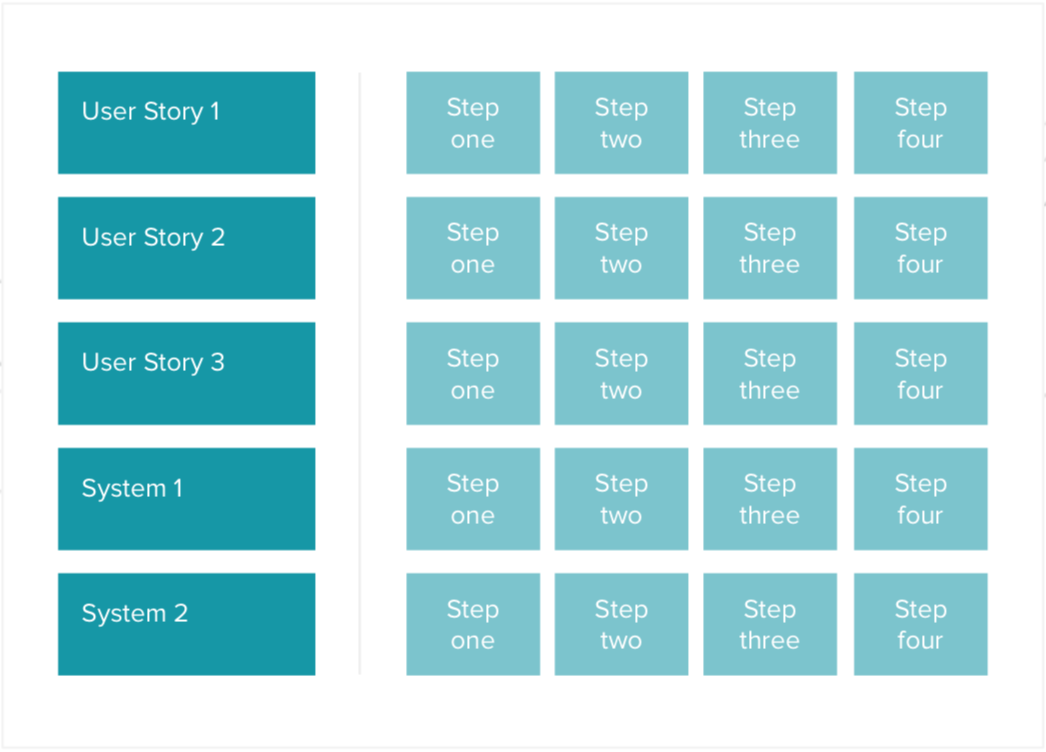 User Story 1
Step
one
Step
two
Step
three
Step
four
User Story 2
Step
one
Step
two
Step
three
Step
four
User Story 3
Step
one
Step
two
Step
three
Step
four
System 1
Step
one
Step
two
Step
three
Step
four
System 2
Step
one
Step
two
Step
three
Step
four